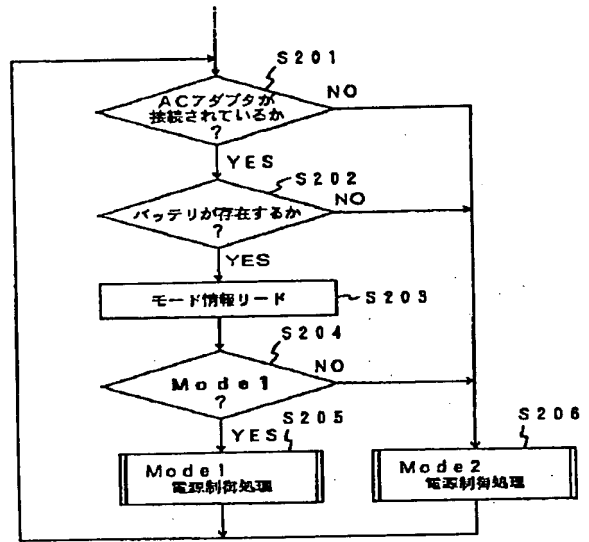 S201
ACアダプタが
接続されているか
?
NO
YES
S202
バッテリが存在するか
?
NO
YES
モード情報リード
S203
S204
Mode1
?
NO
YES
S205
Mode1
電源制御処理
S206
Mode2
電源制御処理